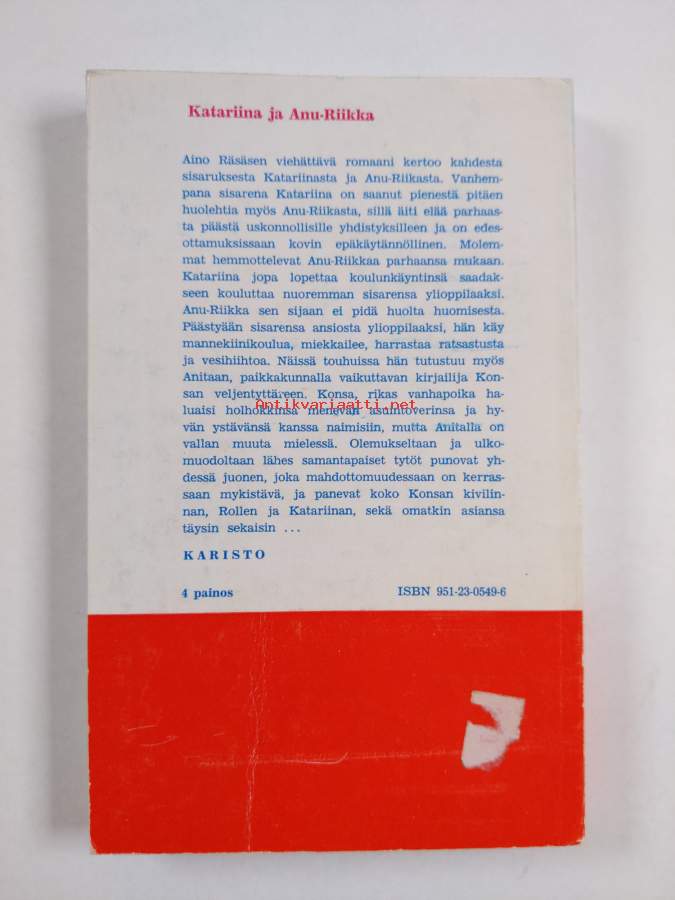 Katariina ja Anu-Riikka
Aino Räsäsen viehättävä romaani kertoo kahdesta
sisaruksesta Katariinasta ja Anu-Riikasta. Vanhem-
pana sisarena Katariina on saanut pienestä pitäen
huolehtia myös Anu-Riikasta, sillä äiti elää parhaas-
ta päästä uskonnollisille yhdistyksilleen ja on edes-
ottamuksissaan kovin epäkäytännöllinen. Molem-
mat hemmottelevat Anu-Riikkaa parhaansa mukaan.
Katariina jopa lopettaa koulunkäyntinsä saadak-
seen kouluttaa nuoremman sisarensa ylioppilaaksi.
Anu-Riikka sen sijaan ei pidä huolta huomisesta.
Päästyään sisarensa ansiosta ylioppilaaksi, hän käy
mannekiinikoulua, miekkailee, harrastaa ratsastusta
ja vesihiihtoa. Näissä touhuissa hän tutustuu myös
Anitaan, paikkakunnalla vaikuttavan kirjailija Kon-
san veljentyttäreen. Konsa, rikas vanhapoika ha-
Antikvariaatti.net
luaisi holhokkinsa menevän asuintoverinsa ja hy-
vän ystävänsä kanssa naimisiin, mutta Anitalla on
vallan muuta mielessä. Olemukseltaan ja ulko-
muodoltaan lähes samantapaiset tytöt punovat yh-
dessä juonen, joka mahdottomuudessaan on kerras-
saan mykistävä, ja panevat koko Konsan kivilin-
nan, Rollen ja Katariinan, sekä omatkin asiansa
täysin sekaisin ...
KARISTO
4 painos ISBN 951-23-0549-6